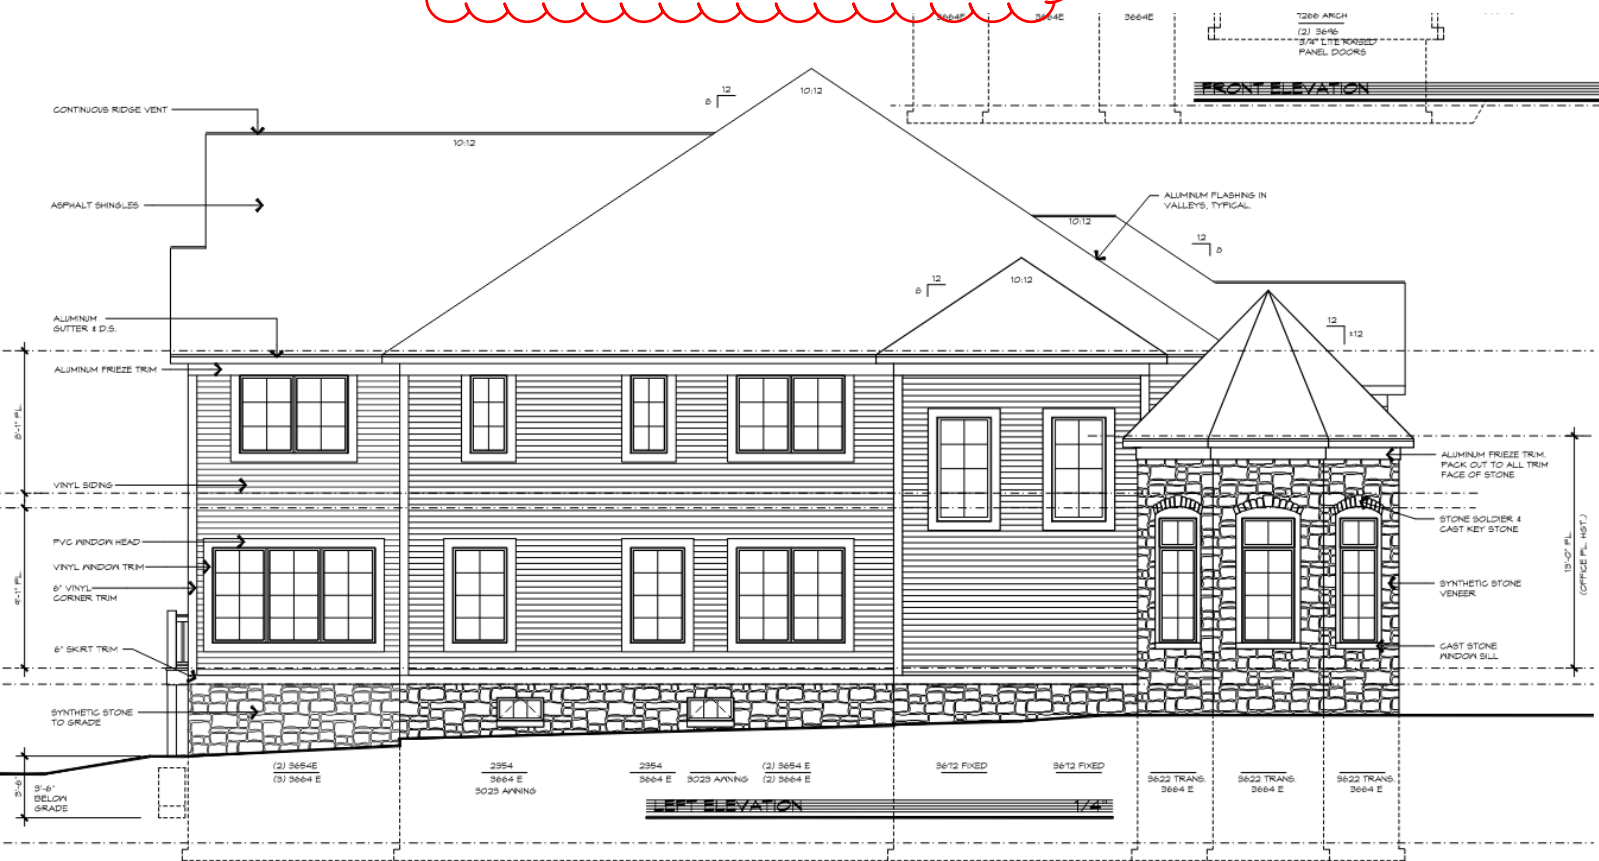 3664E
3664E
3664E
7266 ARCH
(2) 3696
3/4" LITE RAISED
PANEL DOORS
FRONT ELEVATION
CONTINUOUS RIDGE VENT
10:12
12
8
10:12
ASPHALT SHINGLES
ALUMINUM FLASHING IN
VALLEYS, TYPICAL.
10:12
12
8
12
8
10:12
ALUMINUM
GUTTER & D.S.
12
±12
ALUMINUM FRIEZE TRIM
8'-1" PL.
VINYL SIDING
PVC WINDOW HEAD
VINYL WINDOW TRIM
6" VINYL
CORNER TRIM
9'-1" PL.
6" SKIRT TRIM
SYNTHETIC STONE
TO GRADE
ALUMINUM FRIEZE TRIM.
PACK OUT TO ALL TRIM
FACE OF STONE
STONE SOLDIER &
CAST KEY STONE
SYNTHETIC STONE
VENEER
CAST STONE
WINDOW SILL
13'-0" PL.
(OFFICE PL. HGT.)
3'-6"
3'-6"
BELOW
GRADE
(2) 3654E
(3) 3664 E
2354
3664 E
3023 AWNING
2354
3664 E
3023 AWNING
(2) 3654 E
(2) 3664 E
3672 FIXED
3672 FIXED
3622 TRANS.
3664 E
3622 TRANS.
3664 E
3622 TRANS.
3664 E
LEFT ELEVATION
1/4"